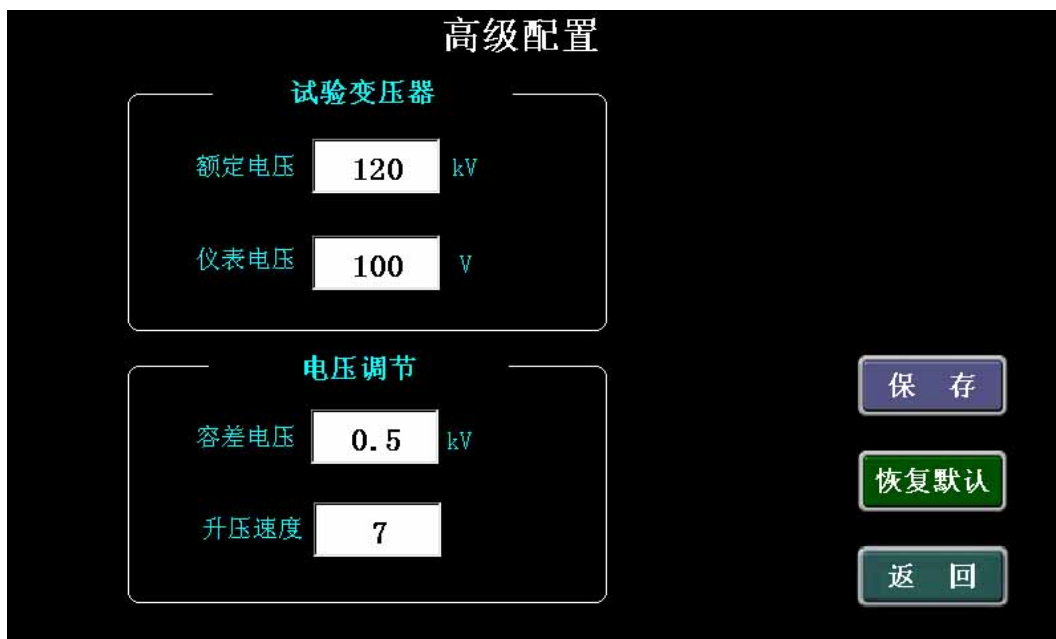 高级配置
试验变压器
额定电压 120 kV
仪表电压 100 V
电压调节
容差电压 0.5 kV
升压速度 7
保 存
恢复默认
返 回